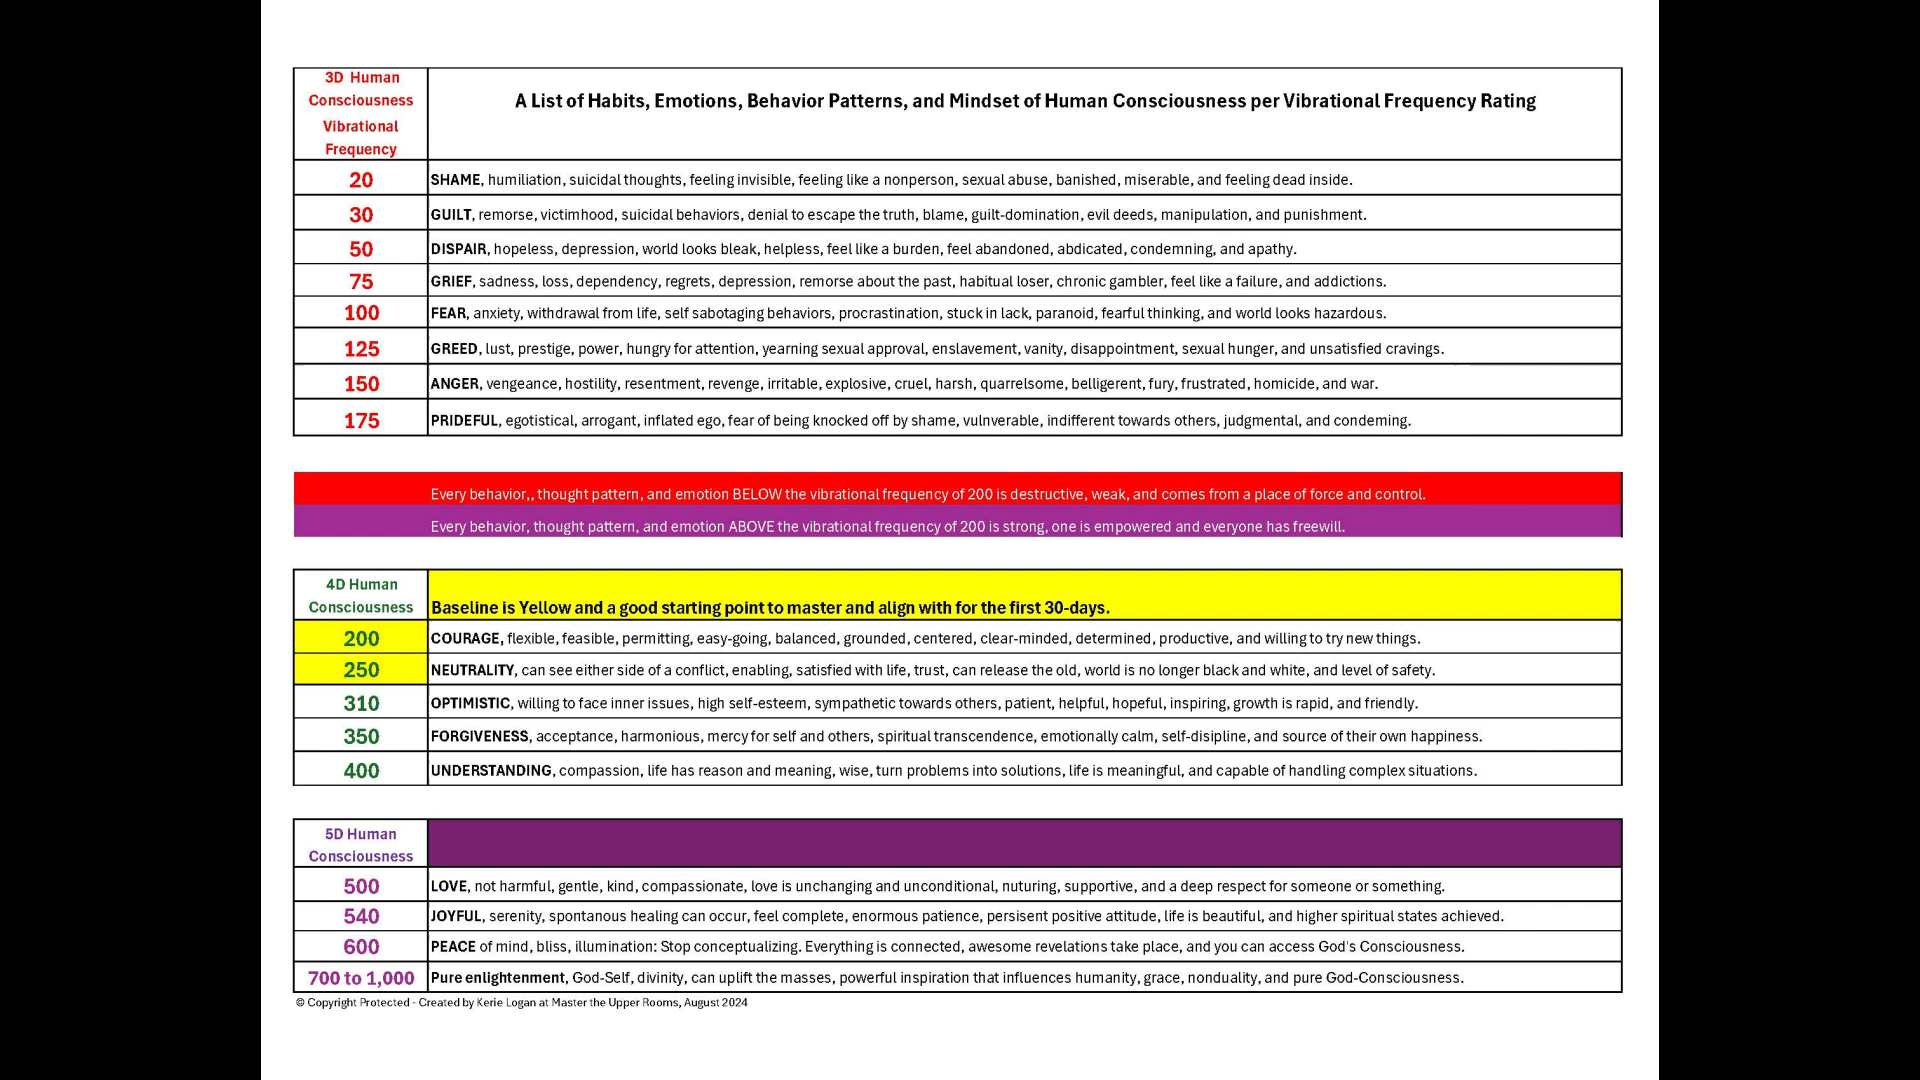 3D Human
Consciousness
Vibrational
Frequency
A List of Habits, Emotions, Behavior Patterns, and Mindset of Human Consciousness per Vibrational Frequency Rating
20 SHAME, humiliation, suicidal thoughts, feeling invisible, feeling like a nonperson, sexual abuse, banished, miserable, and feeling dead inside.
30 GUILT, remorse, victimhood, suicidal behaviors, denial to escape the truth, blame, guilt-domination, evil deeds, manipulation, and punishment.
50 DISPAIR, hopeless, depression, world looks bleak, helpless, feel like a burden, feel abandoned, abdicated, condemning, and apathy.
75 GRIEF, sadness, loss, dependency, regrets, depression, remorse about the past, habitual loser, chronic gambler, feel like a failure, and addictions.
100 FEAR, anxiety, withdrawal from life, self sabotaging behaviors, procrastination, stuck in lack, paranoid, fearful thinking, and world looks hazardous.
125 GREED, lust, prestige, power, hungry for attention, yearning sexual approval, enslavement, vanity, disappointment, sexual hunger, and unsatisfied cravings.
150 ANGER, vengeance, hostility, resentment, revenge, irritable, explosive, cruel, harsh, quarrelsome, belligerent, fury, frustrated, homicide, and war.
175 PRIDEFUL, egotistical, arrogant, inflated ego, fear of being knocked off by shame, vulnverable, indifferent towards others, judgmental, and condeming.
Every behavior,, thought pattern, and emotion BELOW the vibrational frequency of 200 is destructive, weak, and comes from a place of force and control.
Every behavior, thought pattern, and emotion ABOVE the vibrational frequency of 200 is strong, one is empowered and everyone has freewill.
4D Human
Consciousness
Baseline is Yellow and a good starting point to master and align with for the first 30-days.
200 COURAGE, flexible, feasible, permitting, easy-going, balanced, grounded, centered, clear-minded, determined, productive, and willing to try new things.
250 NEUTRALITY, can see either side of a conflict, enabling, satisfied with life, trust, can release the old, world is no longer black and white, and level of safety.
310 OPTIMISTIC, willing to face inner issues, high self-esteem, sympathetic towards others, patient, helpful, hopeful, inspiring, growth is rapid, and friendly.
350 FORGIVENESS, acceptance, harmonious, mercy for self and others, spiritual transcendence, emotionally calm, self-disipline, and source of their own happiness.
400 UNDERSTANDING, compassion, life has reason and meaning, wise, turn problems into solutions, life is meaningful, and capable of handling complex situations.
5D Human
Consciousness
500 LOVE, not harmful, gentle, kind, compassionate, love is unchanging and unconditional, nuturing, supportive, and a deep respect for someone or something.
540 JOYFUL, serenity, spontanous healing can occur, feel complete, enormous patience, persisent positive attitude, life is beautiful, and higher spiritual states achieved.
600 PEACE of mind, bliss, illumination: Stop conceptualizing. Everything is connected, awesome revelations take place, and you can access God's Consciousness.
700 to 1,000 Pure enlightenment, God-Self, divinity, can uplift the masses, powerful inspiration that influences humanity, grace, nonduality, and pure God-Consciousness.
© Copyright Protected - Created by Kerie Logan at Master the Upper Rooms, August 2024